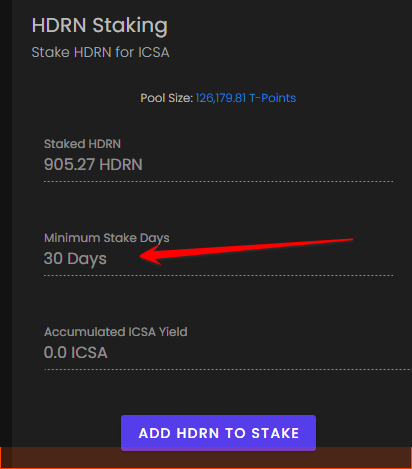 HDRN Staking
Stake HDRN for ICSA
Pool Size: 126,179.81 T-Points
Staked HDRN
905.27 HDRN
Minimum Stake Days
30 Days
Accumulated ICSA Yield
0.0 ICSA
ADD HDRN TO STAKE